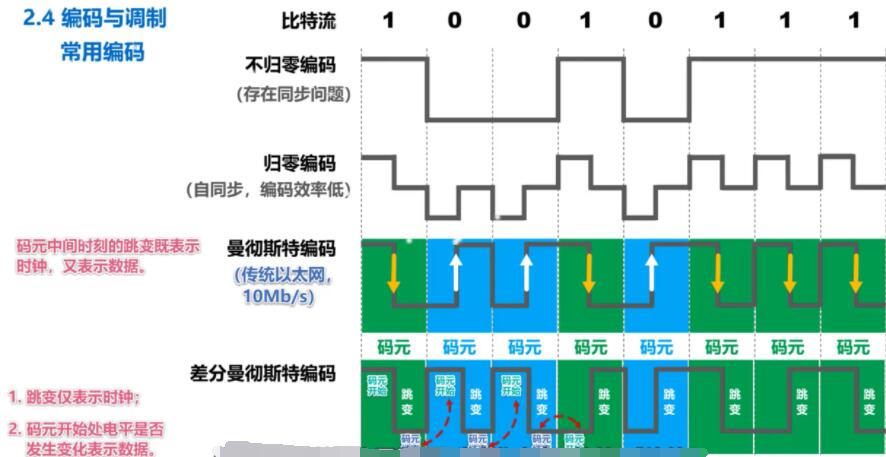 2.4 编码与调制
常用编码
比特流 1 0 0 1 0 1 1 1
不归零编码
(存在同步问题)
归零编码
(自同步，编码效率低)
码元中间时刻的跳变既表示
时钟，又表示数据。
曼彻斯特编码
(传统以太网，
10Mb/s)
码元 码元 码元 码元 码元 码元 码元 码元
差分曼彻斯特编码
码元
开始
跳
变
码元
开始
跳
变
码元
开始
跳
变
跳
变
跳
变
跳
变
跳
变
跳
变
1. 跳变仅表示时钟；
2. 码元开始处电平是否
发生变化表示数据。
码元
码元
码元
码元